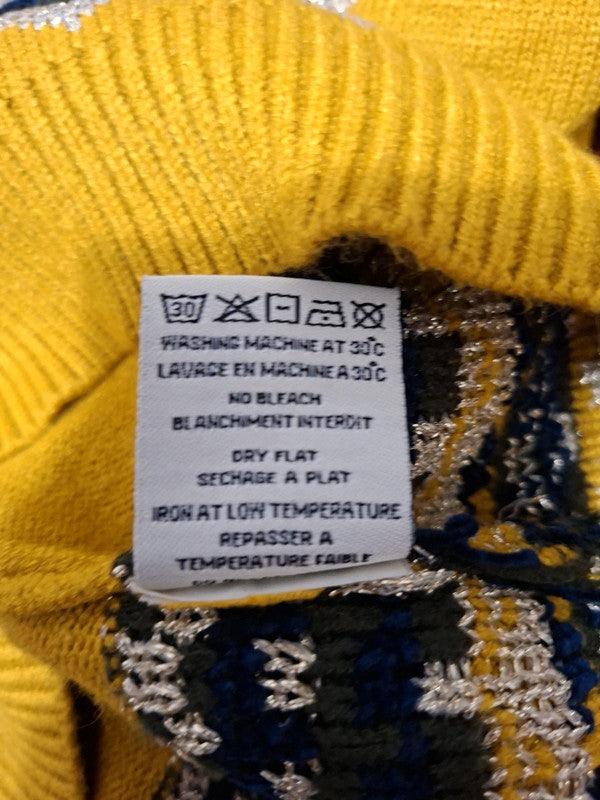 30
WASHING MACHINE AT 30°C
LAVAGE EN MACHINE A 30°C
NO BLEACH
BLANCHIMENT INTERDIT
DRY FLAT
SECHAGE A PLAT
IRON AT LOW TEMPERATURE
REPASSER A
TEMPERATURE FAIBLE